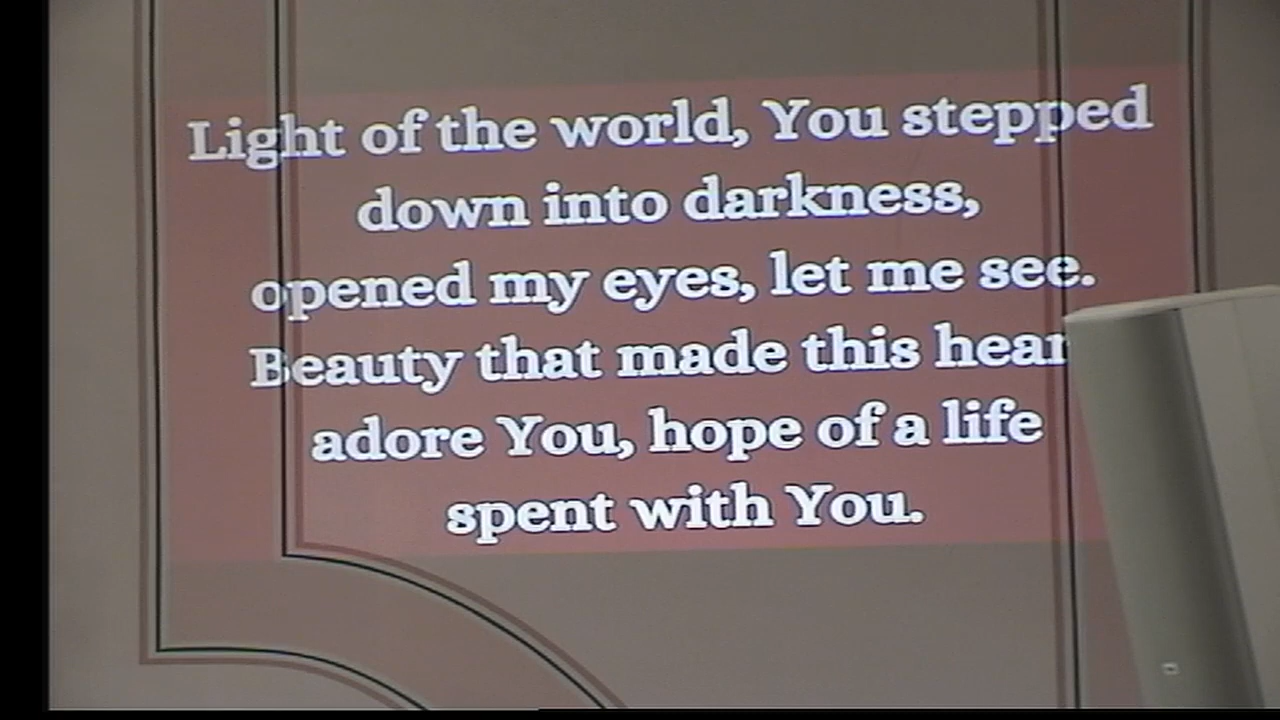 Light of the world, You stepped
down into darkness,
opened my eyes, let me see.
Beauty that made this hear
adore You, hope of a life
spent with You.